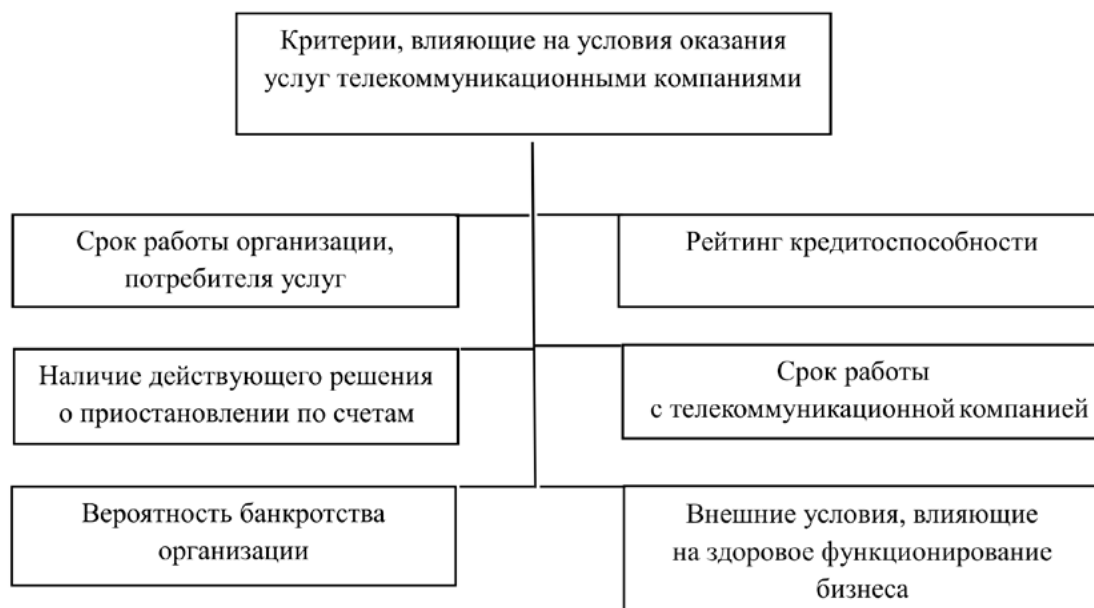 Критерии, влияющие на условия оказания
услуг телекоммуникационными компаниями
Срок работы организации,
потребителя услуг
Рейтинг кредитоспособности
Наличие действующего решения
о приостановлении по счетам
Срок работы
с телекоммуникационной компанией
Вероятность банкротства
организации
Внешние условия, влияющие
на здоровое функционирование
бизнеса